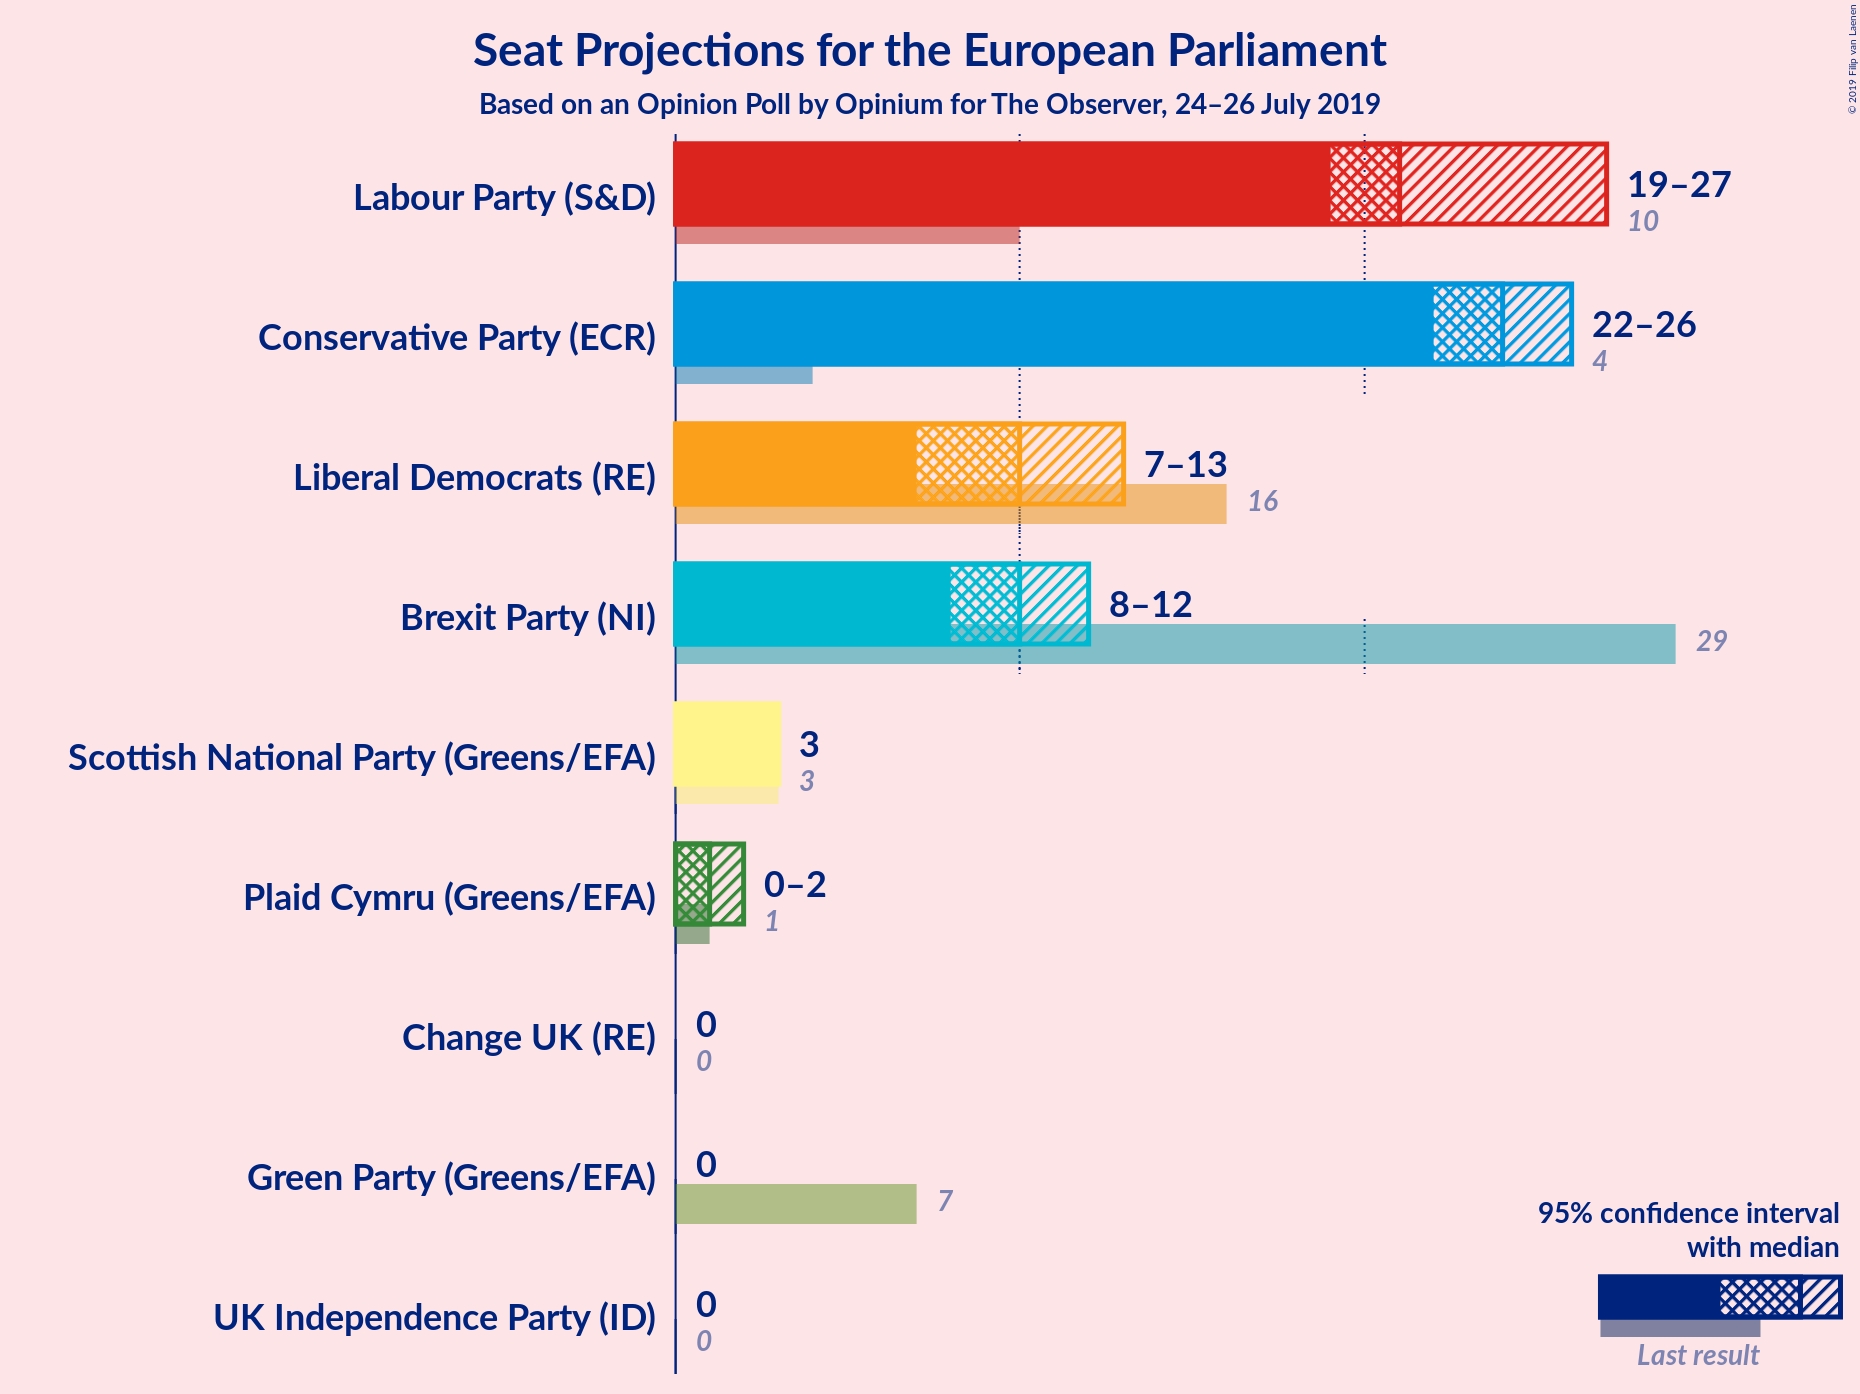 © 2019 Filip van Laenen
Seat Projections for the European Parliament
Based on an Opinion Poll by Opinium for The Observer, 24–26 July 2019
Labour Party (S&D)
19–27
10
Conservative Party (ECR)
22–26
4
Liberal Democrats (RE)
7–13
16
Brexit Party (NI)
8–12
29
Scottish National Party (Greens/EFA)
3
3
Plaid Cymru (Greens/EFA)
0–2
1
Change UK (RE)
0
0
Green Party (Greens/EFA)
0
7
UK Independence Party (ID)
0
0
95% confidence interval
with median
Last result